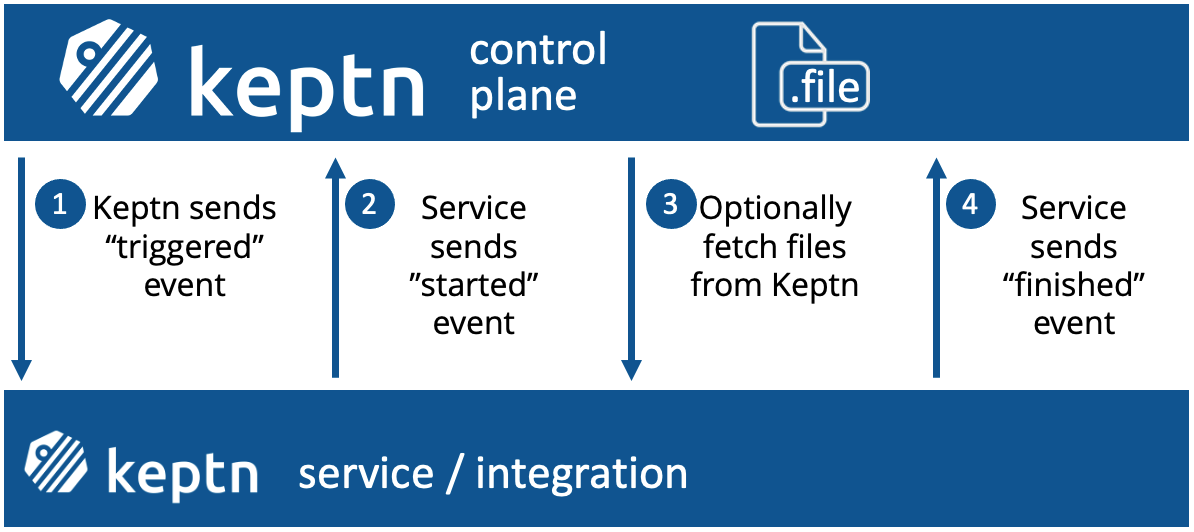 keptn
control
plane
.file
1
Keptn sends
“triggered”
event
2
Service
sends
”started”
event
3
Optionally
fetch files
from Keptn
4
Service
sends
“finished”
event
keptn
service / integration